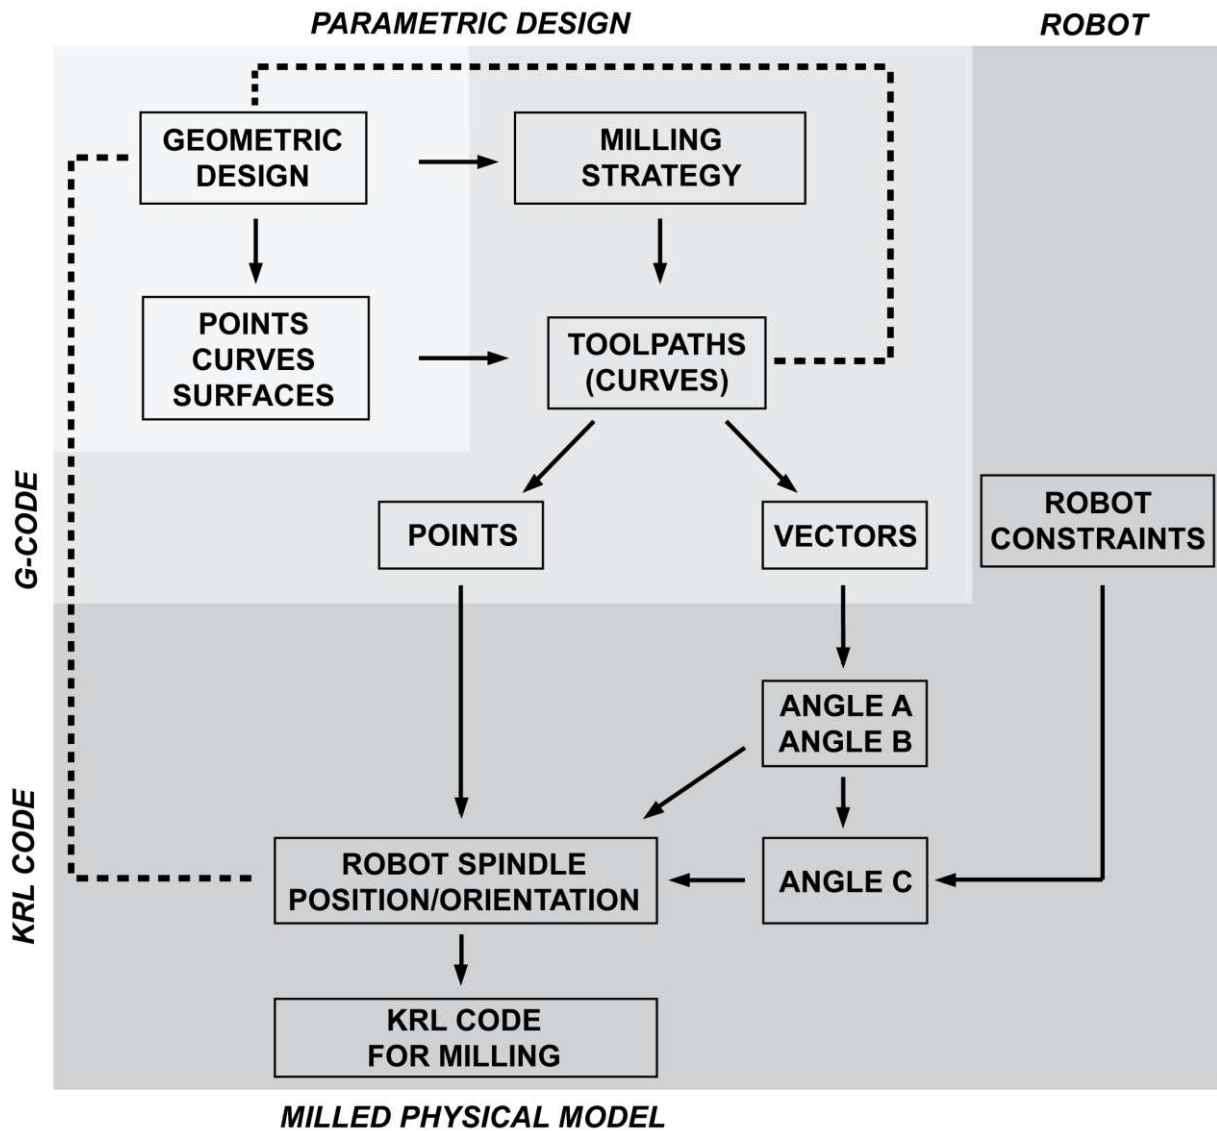 PARAMETRIC DESIGN
ROBOT
GEOMETRIC
DESIGN
MILLING
STRATEGY
POINTS
CURVES
SURFACES
TOOLPATHS
(CURVES)
G-CODE
POINTS
VECTORS
ROBOT
CONSTRAINTS
KRL CODE
ANGLE A
ANGLE B
ROBOT SPINDLE
POSITION/ORIENTATION
ANGLE C
KRL CODE
FOR MILLING
MILLED PHYSICAL MODEL